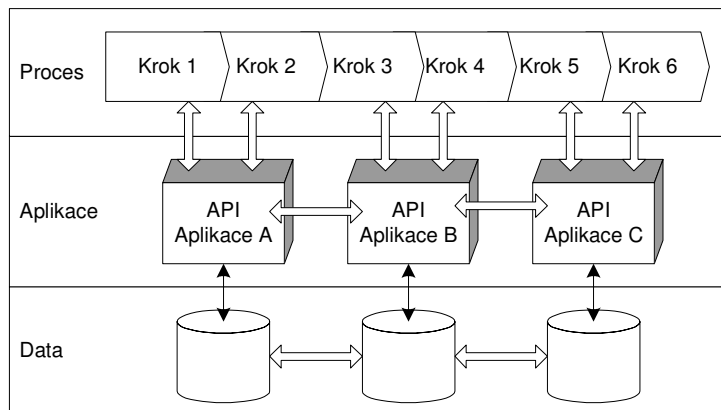 Proces
Krok 1
Krok 2
Krok 3
Krok 4
Krok 5
Krok 6
Aplikace
API
Aplikace A
API
Aplikace B
API
Aplikace C
Data